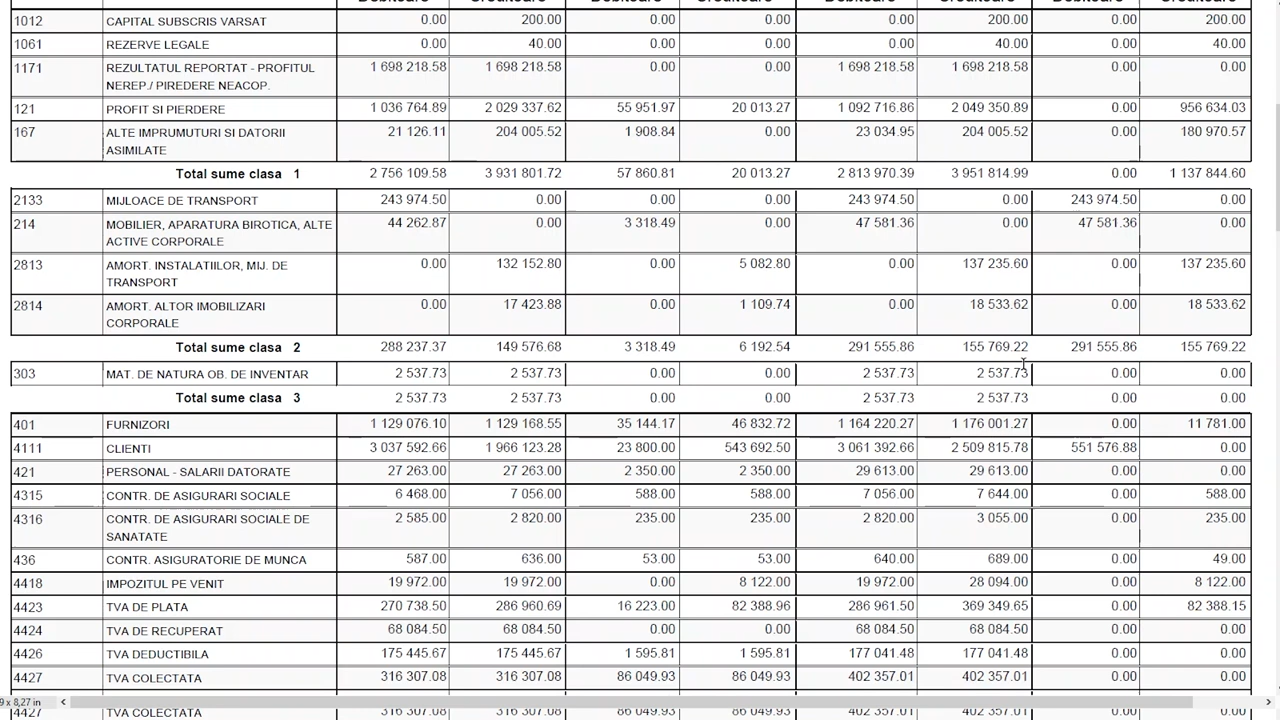 1012 CAPITAL SUBSCRIS VARSAT 0.00 200.00 0.00 0.00 0.00 200.00 0.00 200.00
1061 REZERVE LEGALE 0.00 40.00 0.00 0.00 0.00 40.00 0.00 40.00
1171 REZULTATUL REPORTAT - PROFITUL 1 698 218.58 1 698 218.58 0.00 0.00 1 698 218.58 1 698 218.58 0.00 0.00
NEREP./ PIREDERE NEACOP.
121 PROFIT SI PIERDERE 1 036 764.89 2 029 337.62 55 951.97 20 013.27 1 092 716.86 2 049 350.89 0.00 956 634.03
167 ALTE IMPRUMUTURI SI DATORII 21 126.11 204 005.52 1 908.84 0.00 23 034.95 204 005.52 0.00 180 970.57
ASIMILATE
Total sume clasa 1 2 756 109.58 3 931 801.72 57 860.81 20 013.27 2 813 970.39 3 951 814.99 0.00 1 137 844.60
2133 MIJLOACE DE TRANSPORT 243 974.50 0.00 0.00 0.00 243 974.50 0.00 243 974.50 0.00
214 MOBILIER, APARATURA BIROTICA, ALTE 44 262.87 0.00 3 318.49 0.00 47 581.36 0.00 47 581.36 0.00
ACTIVE CORPORALE
2813 AMORT. INSTALATIILOR, MIJ. DE 0.00 132 152.80 0.00 5 082.80 0.00 137 235.60 0.00 137 235.60
TRANSPORT
2814 AMORT. ALTOR IMOBILIZARI 0.00 17 423.88 0.00 1 109.74 0.00 18 533.62 0.00 18 533.62
CORPORALE
Total sume clasa 2 288 237.37 149 576.68 3 318.49 6 192.54 291 555.86 155 769.22 291 555.86 155 769.22
303 MAT. DE NATURA OB. DE INVENTAR 2 537.73 2 537.73 0.00 0.00 2 537.73 2 537.73 0.00 0.00
Total sume clasa 3 2 537.73 2 537.73 0.00 0.00 2 537.73 2 537.73 0.00 0.00
401 FURNIZORI 1 129 076.10 1 129 168.55 35 144.17 46 832.72 1 164 220.27 1 176 001.27 0.00 11 781.00
4111 CLIENTI 3 037 592.66 1 966 123.28 23 800.00 543 692.50 3 061 392.66 2 509 815.78 551 576.88 0.00
421 PERSONAL - SALARII DATORATE 27 263.00 27 263.00 2 350.00 2 350.00 29 613.00 29 613.00 0.00 0.00
4315 CONTR. DE ASIGURARI SOCIALE 6 468.00 7 056.00 588.00 588.00 7 056.00 7 644.00 0.00 588.00
4316 CONTR. DE ASIGURARI SOCIALE DE 2 585.00 2 820.00 235.00 235.00 2 820.00 3 055.00 0.00 235.00
SANATATE
436 CONTR. ASIGURATORIE DE MUNCA 587.00 636.00 53.00 53.00 640.00 689.00 0.00 49.00
4418 IMPOZITUL PE VENIT 19 972.00 19 972.00 0.00 8 122.00 19 972.00 28 094.00 0.00 8 122.00
4423 TVA DE PLATA 270 738.50 286 960.69 16 223.00 82 388.96 286 961.50 369 349.65 0.00 82 388.15
4424 TVA DE RECUPERAT 68 084.50 68 084.50 0.00 0.00 68 084.50 68 084.50 0.00 0.00
4426 TVA DEDUCTIBILA 175 445.67 175 445.67 1 595.81 1 595.81 177 041.48 177 041.48 0.00 0.00
4427 TVA COLECTATA 316 307.08 316 307.08 86 049.93 86 049.93 402 357.01 402 357.01 0.00 0.00
9 x 8,27 in
4427 TVA COLECTATA 316 307.08 316 307.08 86 049.93 86 049.93 402 357.01 402 357.01 0.00 0.00